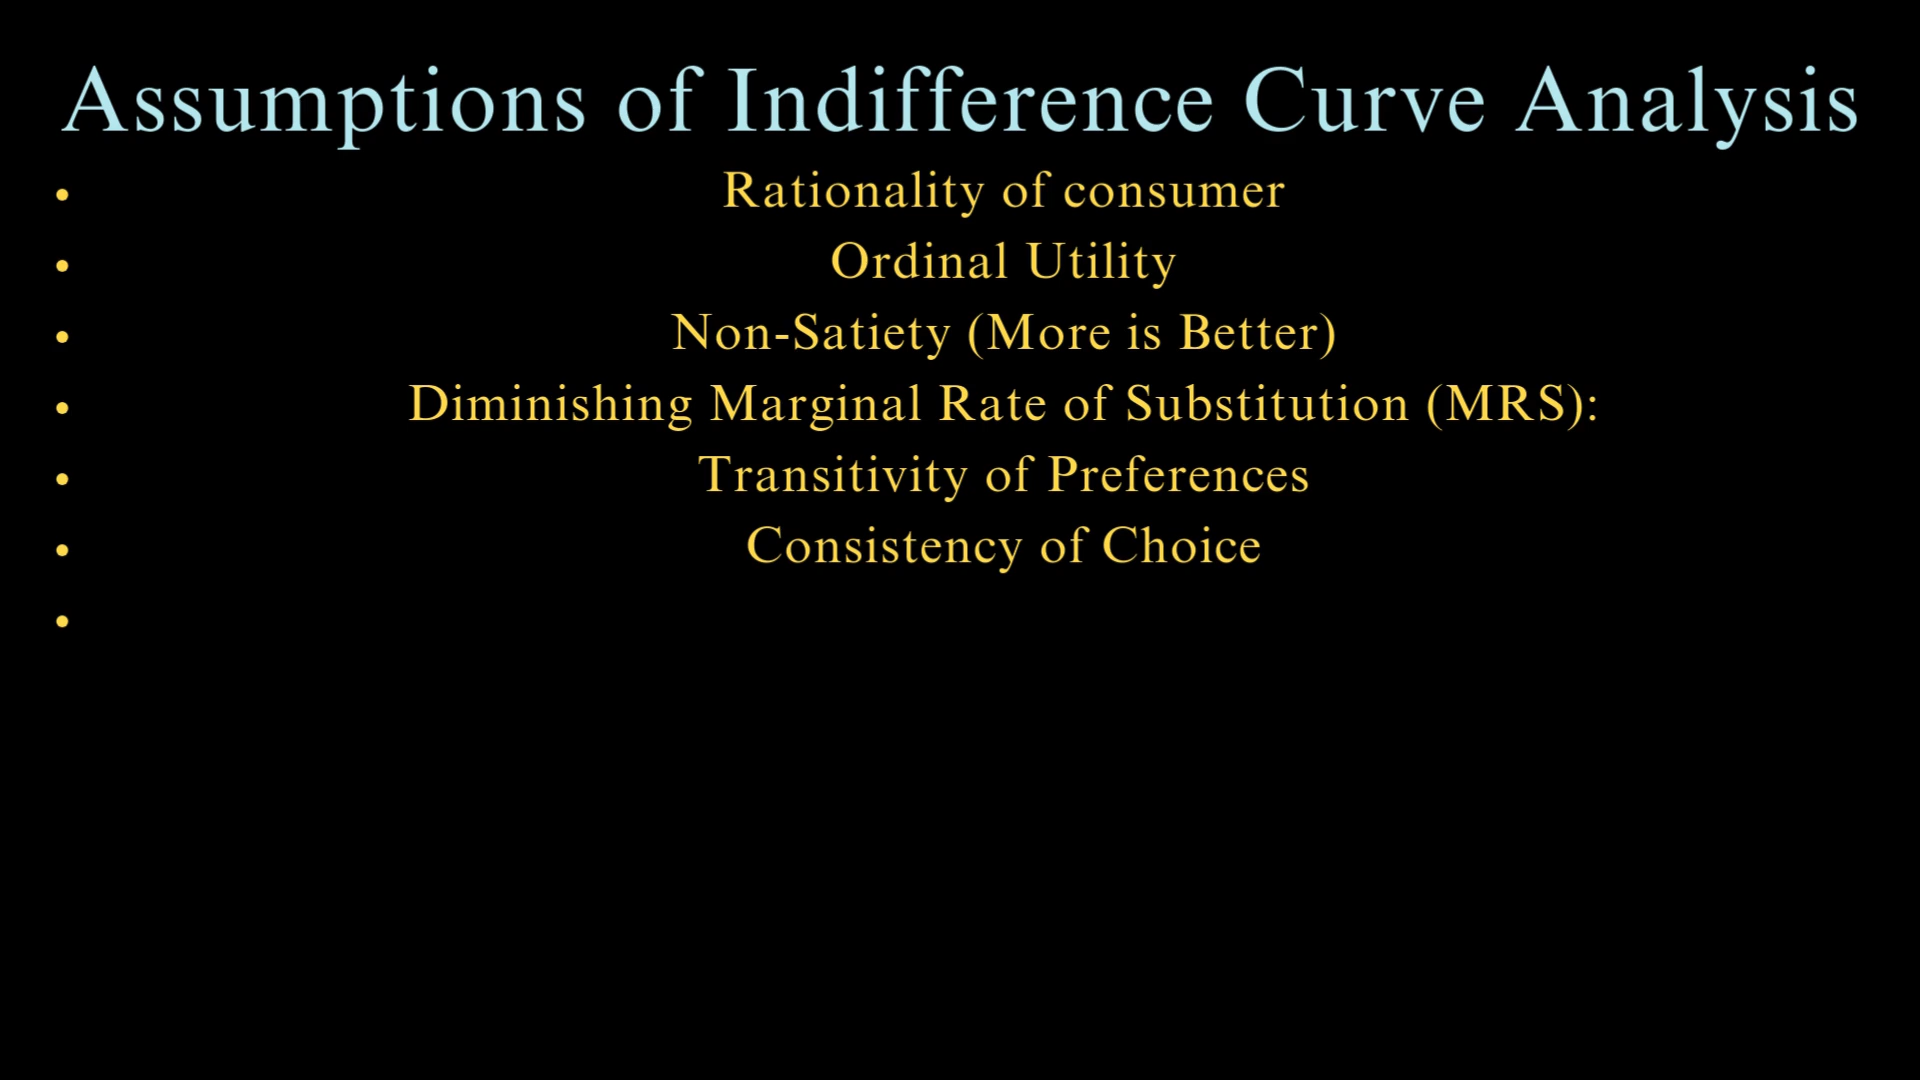 Assumptions of Indifference Curve Analysis
• Rationality of consumer
• Ordinal Utility
• Non-Satiety (More is Better)
• Diminishing Marginal Rate of Substitution (MRS):
• Transitivity of Preferences
• Consistency of Choice
•